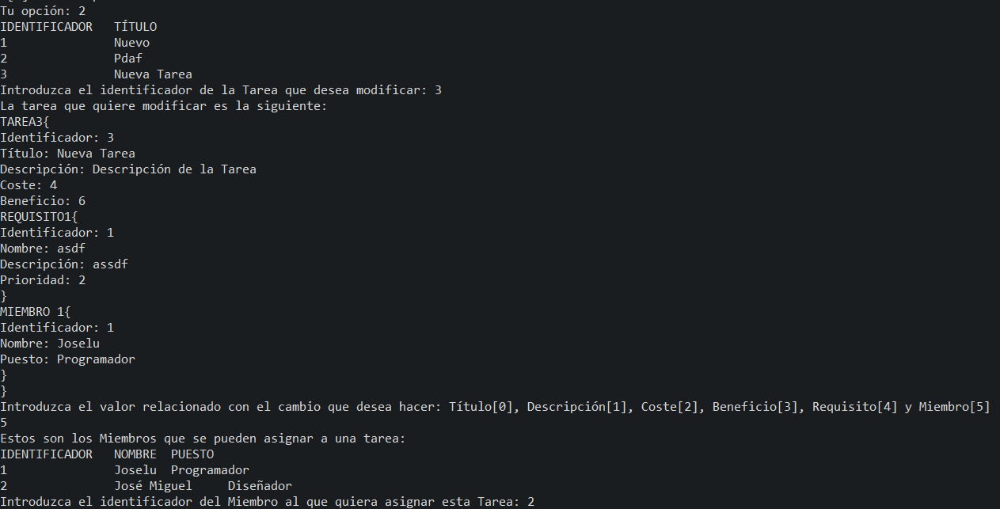 Tu opción: 2
IDENTIFICADOR   TÍTULO
1               Nuevo
2               Pdaf
3               Nueva Tarea
Introduzca el identificador de la Tarea que desea modificar: 3
La tarea que quiere modificar es la siguiente:
TAREA3{
Identificador: 3
Título: Nueva Tarea
Descripción: Descripción de la Tarea
Coste: 4
Beneficio: 6
REQUISITO1{
Identificador: 1
Nombre: asdf
Descripción: assdf
Prioridad: 2
}
MIEMBRO 1{
Identificador: 1
Nombre: Joselu
Puesto: Programador
}
}
Introduzca el valor relacionado con el cambio que desea hacer: Título[0], Descripción[1], Coste[2], Beneficio[3], Requisito[4] y Miembro[5]
5
Estos son los Miembros que se pueden asignar a una tarea:
IDENTIFICADOR   NOMBRE  PUESTO
1               Joselu  Programador
2               José Miguel     Diseñador
Introduzca el identificador del Miembro al que quiera asignar esta Tarea: 2